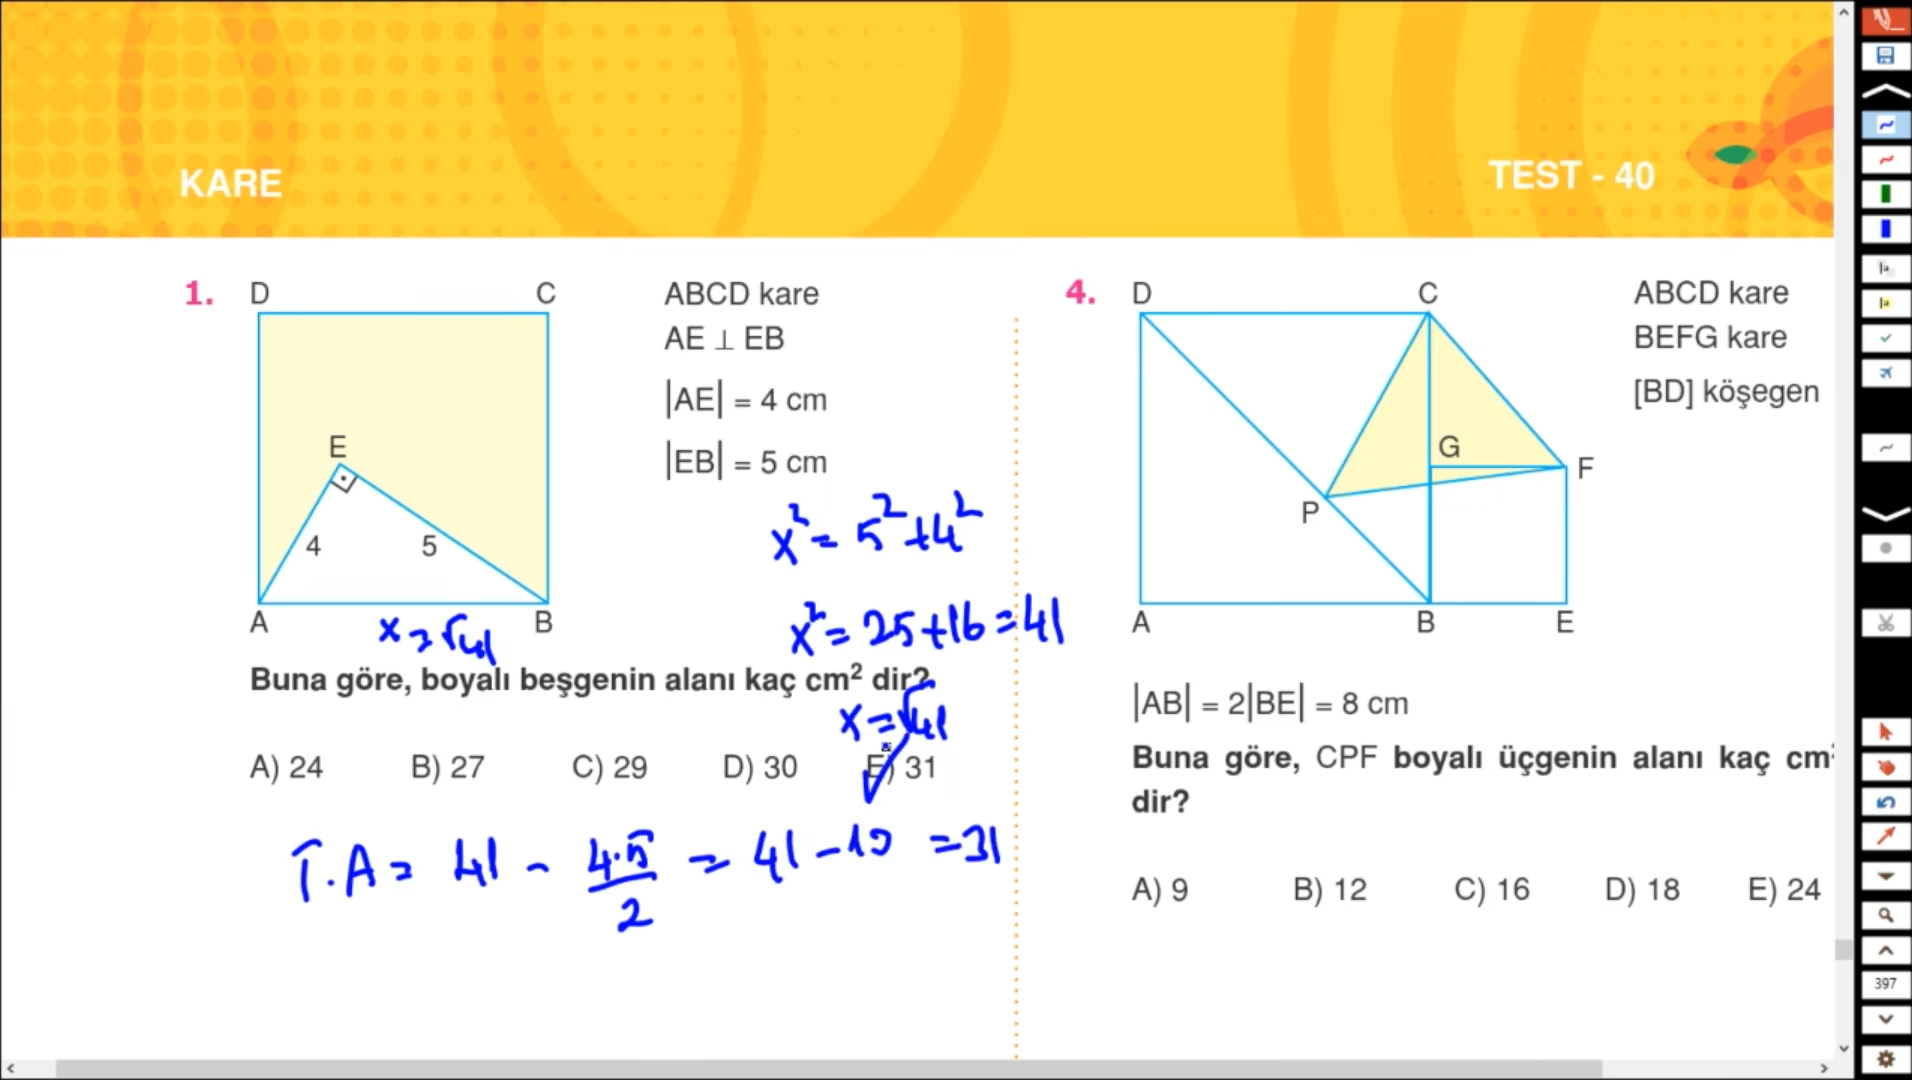 KARE
TEST - 40
1.
D
C
E
4
5
A
B
x = √41
ABCD kare
AE ⊥ EB
|AE| = 4 cm
|EB| = 5 cm
x² = 5² + 4²
x² = 25 + 16 = 41
x = √41
Buna göre, boyalı beşgenin alanı kaç cm² dir?
A) 24 B) 27 C) 29 D) 30 E) 31
T.A = 41 - 4.5/2 = 41 - 10 = 31
4.
D
C
G
F
P
A
B
E
ABCD kare
BEFG kare
[BD] köşegen
|AB| = 2|BE| = 8 cm
Buna göre, CPF boyalı üçgenin alanı kaç cm²
dir?
A) 9 B) 12 C) 16 D) 18 E) 24
397